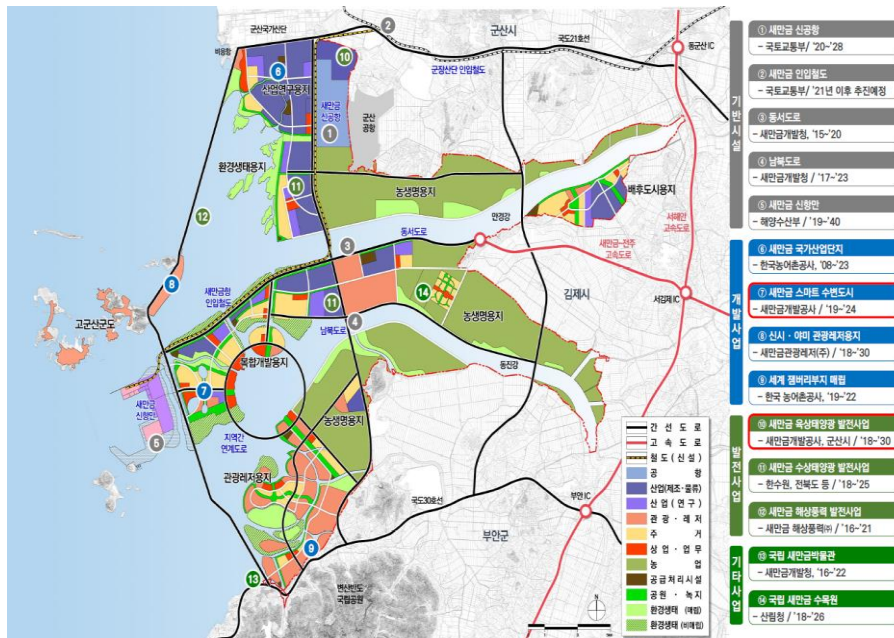 군산국가산단
②
군산시
국도21호선
동군산 IC
비응항
⑥
산업연구용지
⑩
군장산단 인입철도
새만금
신공항
①
군산
공항
환경생태용지
⑪
농생명용지
배후도시용지
만경강
⑫
동서도로
③
서해안
고속도로
새만금-전주
고속도로
⑧
새만금항
인입철도
⑪
⑭
김제시
서김제 IC
고군산군도
남북도로
④
농생명용지
복합개발용지
⑦
동진강
새만금
신항만
⑤
농생명용지
지역간
연계도로
관광레저용지
국도30호선
부안 IC
⑨
부안군
⑬
변산반도
국립공원
간선도로
고속도로
철도(신설)
공항
산업(제조·물류)
산업(연구)
관광·레저
주거
상업·업무
농업
공급처리시설
공원·녹지
환경생태 (매립)
환경생태 (비매립)
N
기반시설
① 새만금 신공항
- 국토교통부/ '20~'28
② 새만금 인입철도
- 국토교통부/ '21년 이후 추진예정
③ 동서도로
- 새만금개발청, '15~'20
④ 남북도로
- 새만금개발청 / '17~'23
⑤ 새만금 신항만
- 해양수산부 / '19~'40
개발사업
⑥ 새만금 국가산업단지
- 한국농어촌공사, '08~'23
⑦ 새만금 스마트 수변도시
- 새만금개발공사 / '19~'24
⑧ 신시·야미 관광레저용지
- 새만금관광레저(주) / '18~'30
⑨ 세계 잼버리부지 매립
- 한국 농어촌공사, '19~'22
발전사업
⑩ 새만금 육상태양광 발전사업
- 새만금개발공사, 군산시 / '18~'30
⑪ 새만금 수상태양광 발전사업
- 한수원, 전북도 등 / '18~'25
⑫ 새만금 해상풍력 발전사업
- 새만금 해상풍력㈜ / '16~'21
기타사업
⑬ 국립 새만금박물관
- 새만금개발청, '16~'22
⑭ 국립 새만금 수목원
- 산림청 / '18~'26